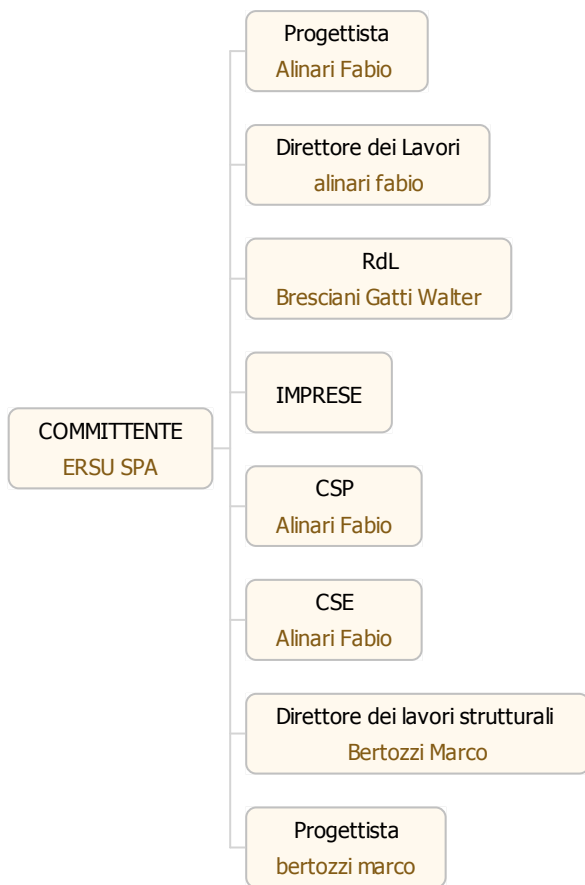 Progettista
Alinari Fabio
Direttore dei Lavori
alinari fabio
RdL
Bresciani Gatti Walter
IMPRESE
COMMITTENTE
ERSU SPA
CSP
Alinari Fabio
CSE
Alinari Fabio
Direttore dei lavori strutturali
Bertozzi Marco
Progettista
bertozzi marco